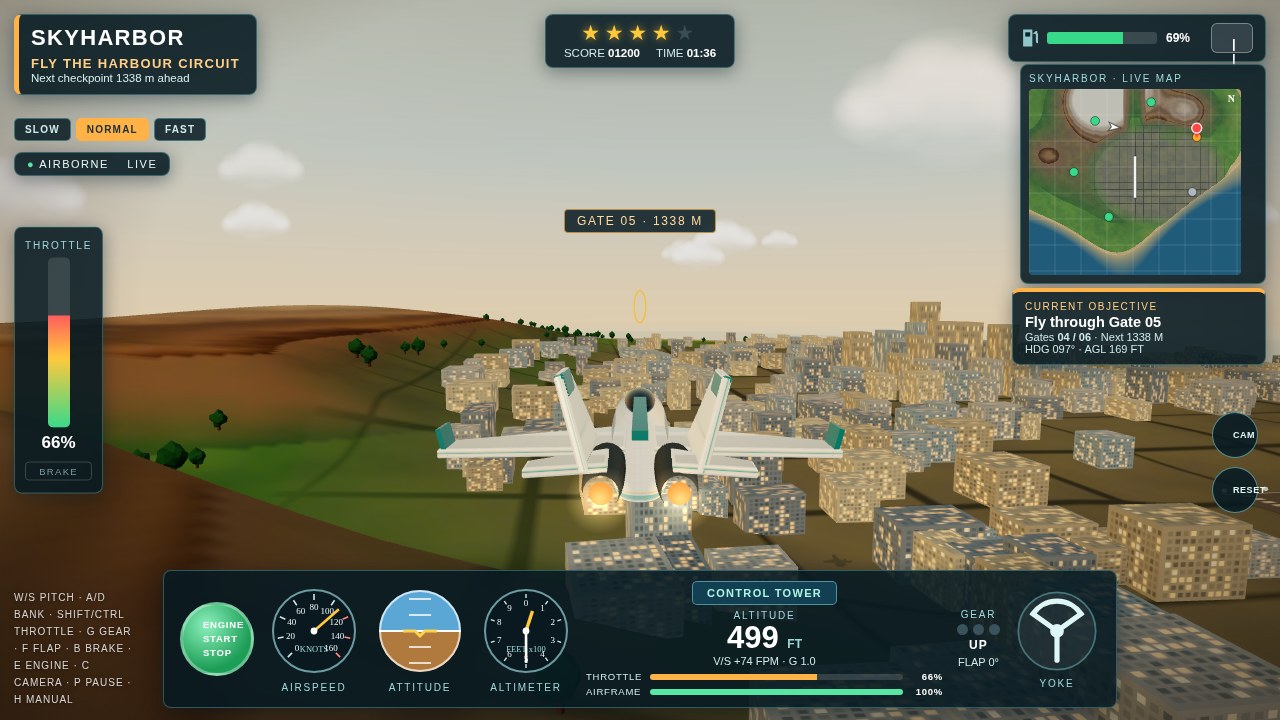 SKYHARBOR
FLY THE HARBOUR CIRCUIT
Next checkpoint 1338 m ahead
SLOW
NORMAL
FAST
● AIRBORNE LIVE
★★★★★
SCORE 01200 TIME 01:36
69%
SKYHARBOR · LIVE MAP
N
CURRENT OBJECTIVE
Fly through Gate 05
Gates 04 / 06 · Next 1338 M
HDG 097° · AGL 169 FT
GATE 05 · 1338 M
THROTTLE
66%
BRAKE
CAM
RESET
W/S PITCH · A/D
BANK · SHIFT/CTRL
THROTTLE · G GEAR
· F FLAP · B BRAKE ·
E ENGINE · C
CAMERA · P PAUSE ·
H MANUAL
ENGINE
START
STOP
0 20 40 60 80 100 120 140 160
KNOTS
AIRSPEED
ATTITUDE
0 1 2 3 4 6 7 8 9
FEET x100
ALTIMETER
CONTROL TOWER
ALTITUDE
499 FT
V/S +74 FPM · G 1.0
THROTTLE 66%
AIRFRAME 100%
GEAR
UP
FLAP 0°
YOKE